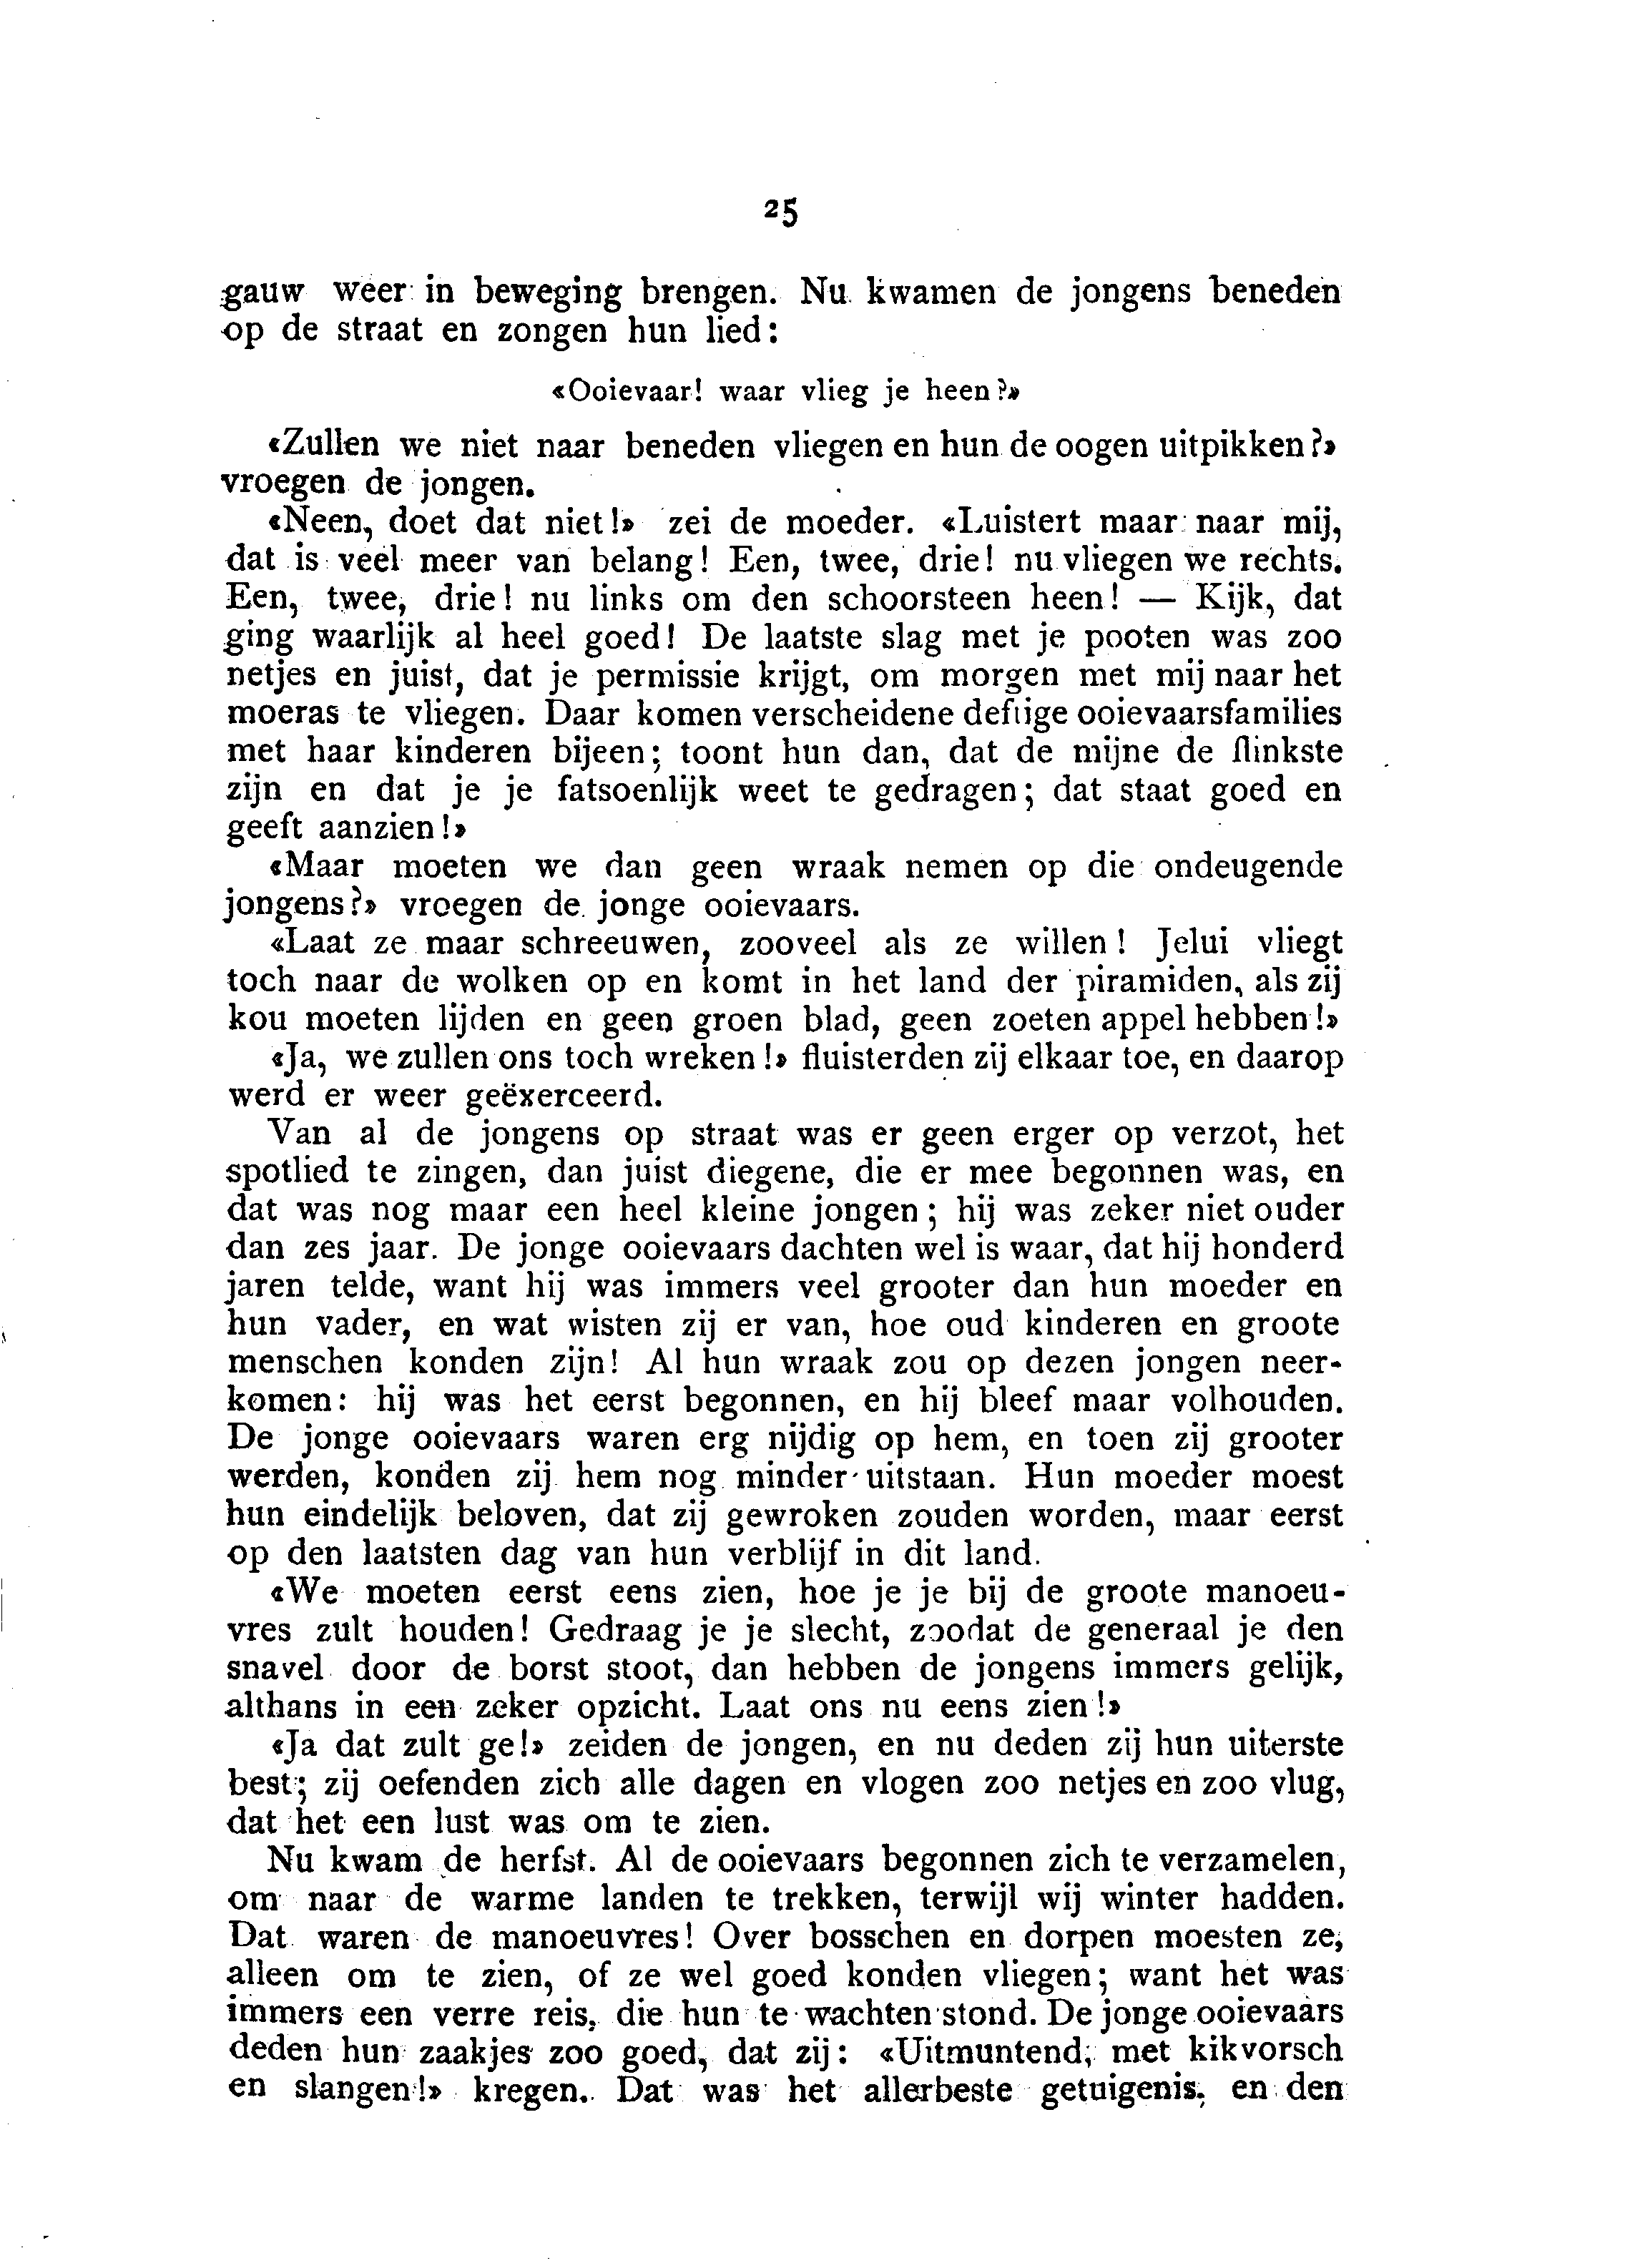 25
gauw weer in beweging brengen. Nu kwamen de jongens beneden
op de straat en zongen hun lied:
«Ooievaar! waar vlieg je heen?»
«Zullen we niet naar beneden vliegen en hun de oogen uitpikken?»
vroegen de jongen.
«Neen, doet dat niet!» zei de moeder. «Luistert maar naar mij,
dat is veel meer van belang! Een, twee, drie! nu vliegen we rechts.
Een, twee, drie! nu links om den schoorsteen heen! — Kijk, dat
ging waarlijk al heel goed! De laatste slag met je pooten was zoo
netjes en juist, dat je permissie krijgt, om morgen met mij naar het
moeras te vliegen. Daar komen verscheidene deftige ooievaarsfamilies
met haar kinderen bijeen; toont hun dan, dat de mijne de flinkste
zijn en dat je je fatsoenlijk weet te gedragen; dat staat goed en
geeft aanzien!»
«Maar moeten we dan geen wraak nemen op die ondeugende
jongens?» vroegen de jonge ooievaars.
«Laat ze maar schreeuwen, zooveel als ze willen! Jelui vliegt
toch naar de wolken op en komt in het land der piramiden, als zij
kou moeten lijden en geen groen blad, geen zoeten appel hebben!»
«Ja, we zullen ons toch wreken!» fluisterden zij elkaar toe, en daarop
werd er weer geëxerceerd.
Van al de jongens op straat was er geen erger op verzot, het
spotlied te zingen, dan juist diegene, die er mee begonnen was, en
dat was nog maar een heel kleine jongen; hij was zeker niet ouder
dan zes jaar. De jonge ooievaars dachten wel is waar, dat hij honderd
jaren telde, want hij was immers veel grooter dan hun moeder en
hun vader, en wat wisten zij er van, hoe oud kinderen en groote
menschen konden zijn! Al hun wraak zou op dezen jongen neer-
komen: hij was het eerst begonnen, en hij bleef maar volhouden.
De jonge ooievaars waren erg nijdig op hem, en toen zij grooter
werden, konden zij hem nog minder uitstaan. Hun moeder moest
hun eindelijk beloven, dat zij gewroken zouden worden, maar eerst
op den laatsten dag van hun verblijf in dit land.
«We moeten eerst eens zien, hoe je je bij de groote manoeu-
vres zult houden! Gedraag je je slecht, zoodat de generaal je den
snavel door de borst stoot, dan hebben de jongens immers gelijk,
althans in een zeker opzicht. Laat ons nu eens zien!»
«Ja dat zult ge!» zeiden de jongen, en nu deden zij hun uiterste
best; zij oefenden zich alle dagen en vlogen zoo netjes en zoo vlug,
dat het een lust was om te zien.
Nu kwam de herfst. Al de ooievaars begonnen zich te verzamelen,
om naar de warme landen te trekken, terwijl wij winter hadden.
Dat waren de manoeuvres! Over bosschen en dorpen moesten ze,
alleen om te zien, of ze wel goed konden vliegen; want het was
immers een verre reis, die hun te wachten stond. De jonge ooievaars
deden hun zaakjes zoo goed, dat zij: «Uitmuntend, met kikvorsch
en slangen!» kregen. Dat was het allerbeste getuigenis, en den